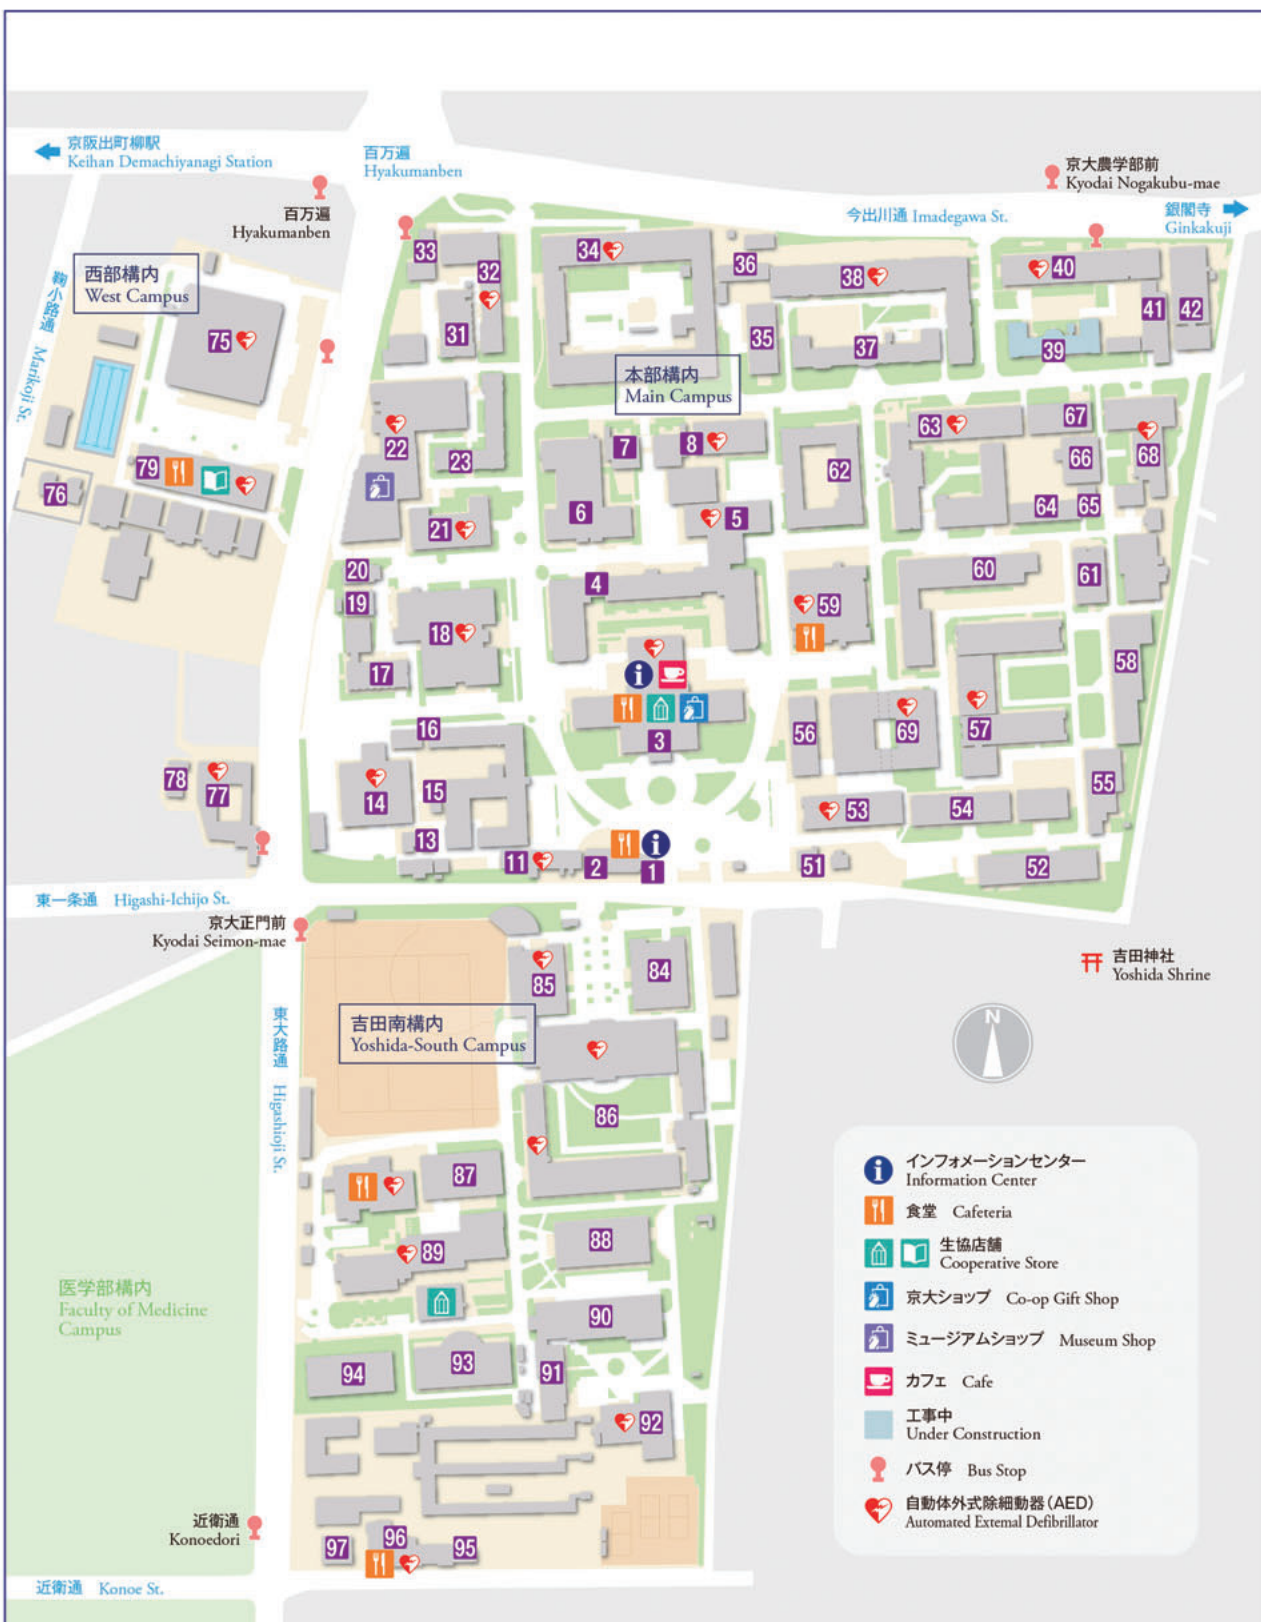 京阪出町柳駅
Keihan Demachiyanagi Station
百万遍
Hyakumanben
京大農学部前
Kyodai Nogakubu-mae
百万遍
Hyakumanben
今出川通 Imadegawa St.
銀閣寺
Ginkakuji
西部構内
West Campus
鞠小路通 Marikoji St.
本部構内
Main Campus
33
32
31
34
36
35
38
37
40
41
42
39
75
79
76
22
23
21
7
8
6
5
62
63
67
66
68
64
65
20
19
18
17
4
59
60
61
58
16
3
56
69
57
78
77
14
15
13
53
54
55
11
2
1
51
52
東一条通 Higashi-Ichijo St.
京大正門前
Kyodai Seimon-mae
吉田神社
Yoshida Shrine
85
84
吉田南構内
Yoshida-South Campus
東大路通 Higashioji St.
N
86
87
89
88
医学部構内
Faculty of Medicine
Campus
90
94
93
91
92
近衛通
Konoedori
97
96
95
近衛通 Konoe St.
インフォメーションセンター
Information Center
食堂 Cafeteria
生協店舗
Cooperative Store
京大ショップ Co-op Gift Shop
ミュージアムショップ Museum Shop
カフェ Cafe
工事中
Under Construction
バス停 Bus Stop
自動体外式除細動器(AED)
Automated External Defibrillator